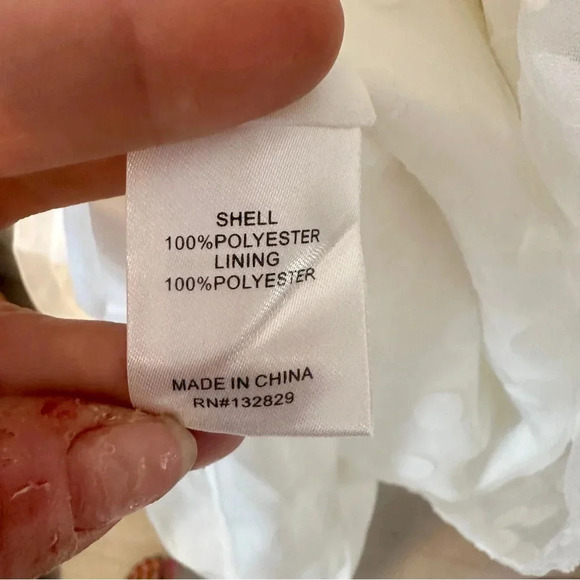 SHELL
100%POLYESTER
LINING
100%POLYESTER
MADE IN CHINA
RN#132829